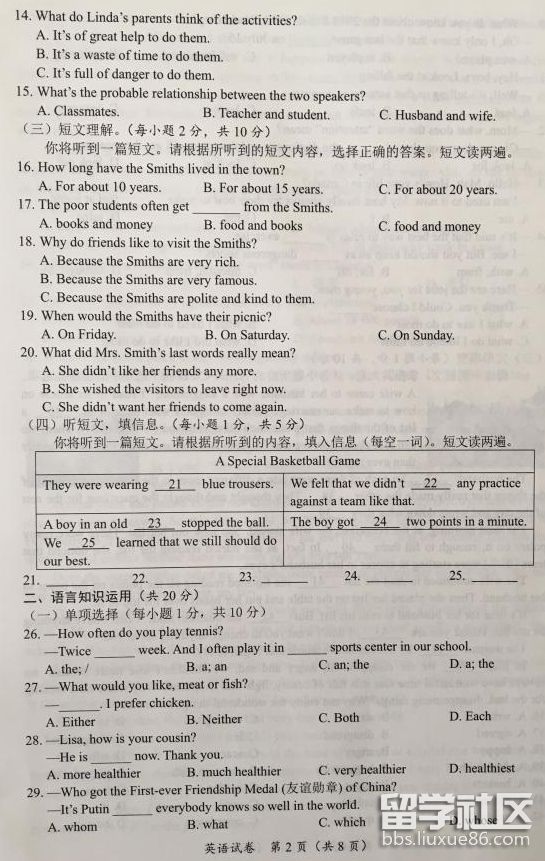 14. What do Linda's parents think of the activities?
A. It's of great help to do them.
B. It's a waste of time to do them.
C. It's full of danger to do them.
15. What's the probable relationship between the two speakers?
A. Classmates. B. Teacher and student. C. Husband and wife.
（三）短文理解。（每小题 2 分，共 10 分）
你将听到一篇短文。请根据所听到的短文内容，选择正确的答案。短文读两遍。
16. How long have the Smiths lived in the town?
A. For about 10 years. B. For about 15 years. C. For about 20 years.
17. The poor students often get ______ from the Smiths.
A. books and money B. food and books C. food and money
18. Why do friends like to visit the Smiths?
A. Because the Smiths are very rich.
B. Because the Smiths are very famous.
C. Because the Smiths are polite and kind to them.
19. When would the Smiths have their picnic?
A. On Friday. B. On Saturday. C. On Sunday.
20. What did Mrs. Smith's last words really mean?
A. She didn't like her friends any more.
B. She wished the visitors to leave right now.
C. She didn't want her friends to come again.
（四）听短文，填信息。（每小题 1 分，共 5 分）
你将听到一篇短文。请根据所听到的内容，填入信息（每空一词）。短文读两遍。
A Special Basketball Game
They were wearing 21 blue trousers. We felt that we didn't 22 any practice
against a team like that.
A boy in an old 23 stopped the ball. The boy got 24 two points in a minute.
We 25 learned that we still should do
our best.
21. ______ 22. ______ 23. ______ 24. ______ 25. ______
二、语言知识运用（共 20 分）
（一）单项选择（每小题 1 分，共 10 分）
26. —How often do you play tennis?
—Twice ______ week. And I often play it in ______ sports center in our school.
A. the; / B. a; an C. an; the D. a; the
27. —What would you like, meat or fish?
—______. I prefer chicken.
A. Either B. Neither C. Both D. Each
28. —Lisa, how is your cousin?
—He is ______ now. Thank you.
A. more healthier B. much healthier C. very healthier D. healthiest
29. —Who got the First-ever Friendship Medal (友谊勋章) of China?
—It's Putin ______ everybody knows so well in the world.
A. whom B. what C. which D. whose
英语试卷 第 2 页（共 8 页）
留学社区
bbs.liuxue86.com